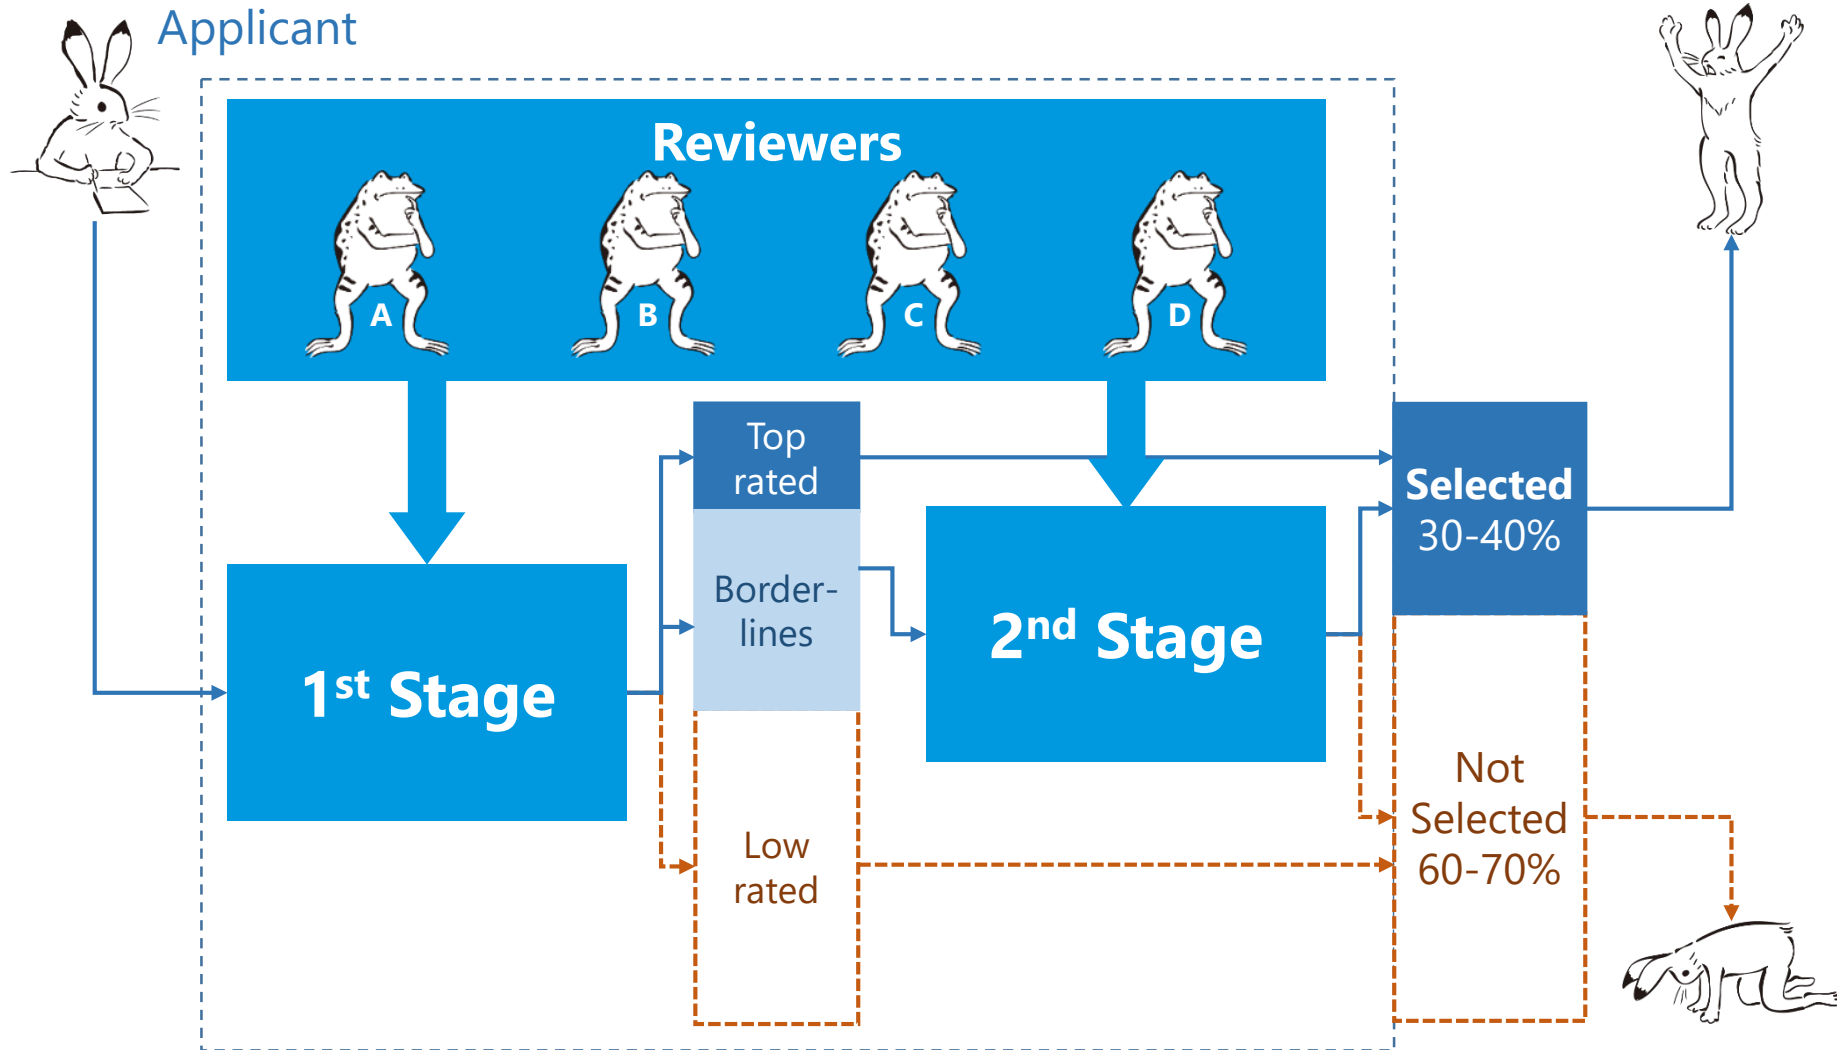 Applicant
Reviewers
A
B
C
D
Top
rated
Border-
lines
Low
rated
1st Stage
2nd Stage
Selected
30-40%
Not
Selected
60-70%